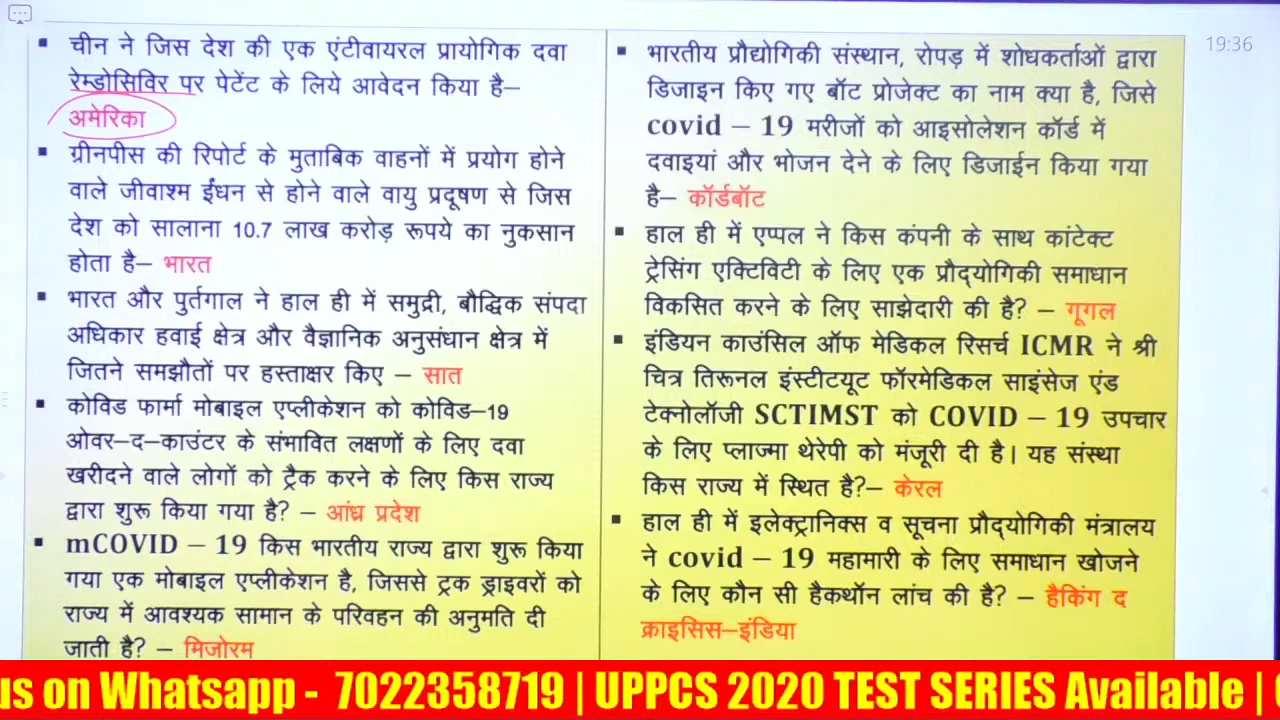 19:36
▪ चीन ने जिस देश की एक एंटीवायरल प्रायोगिक दवा
रेम्डोसिविर पर पेटेंट के लिये आवेदन किया है–
अमेरिका
▪ ग्रीनपीस की रिपोर्ट के मुताबिक वाहनों में प्रयोग होने
वाले जीवाश्म ईंधन से होने वाले वायु प्रदूषण से जिस
देश को सालाना 10.7 लाख करोड़ रूपये का नुकसान
होता है– भारत
▪ भारत और पुर्तगाल ने हाल ही में समुद्री, बौद्धिक संपदा
अधिकार हवाई क्षेत्र और वैज्ञानिक अनुसंधान क्षेत्र में
जितने समझौतों पर हस्ताक्षर किए – सात
▪ कोविड फार्मा मोबाइल एप्लीकेशन को कोविड–19
ओवर–द–काउंटर के संभावित लक्षणों के लिए दवा
खरीदने वाले लोगों को ट्रैक करने के लिए किस राज्य
द्वारा शुरू किया गया है? – आंध्र प्रदेश
▪ mCOVID – 19 किस भारतीय राज्य द्वारा शुरू किया
गया एक मोबाइल एप्लीकेशन है, जिससे ट्रक ड्राइवरों को
राज्य में आवश्यक सामान के परिवहन की अनुमति दी
जाती है? – मिजोरम
▪ भारतीय प्रौद्योगिकी संस्थान, रोपड़ में शोधकर्ताओं द्वारा
डिजाइन किए गए बॉट प्रोजेक्ट का नाम क्या है, जिसे
covid – 19 मरीजों को आइसोलेशन कॉर्ड में
दवाइयां और भोजन देने के लिए डिजाईन किया गया
है– कॉर्डबॉट
▪ हाल ही में एप्पल ने किस कंपनी के साथ कांटेक्ट
ट्रेसिंग एक्टिविटी के लिए एक प्रौद्योगिकी समाधान
विकसित करने के लिए साझेदारी की है? – गूगल
▪ इंडियन काउंसिल ऑफ मेडिकल रिसर्च ICMR ने श्री
चित्र तिरूनल इंस्टीटयूट फॉरमेडिकल साइंसेज एंड
टेक्नोलॉजी SCTIMST को COVID – 19 उपचार
के लिए प्लाज्मा थेरेपी को मंजूरी दी है। यह संस्था
किस राज्य में स्थित है?– केरल
▪ हाल ही में इलेक्ट्रानिक्स व सूचना प्रौद्योगिकी मंत्रालय
ने covid – 19 महामारी के लिए समाधान खोजने
के लिए कौन सी हैकथॉन लांच की है? – हैकिंग द
क्राइसिस–इंडिया
us on Whatsapp - 7022358719 | UPPCS 2020 TEST SERIES Available |